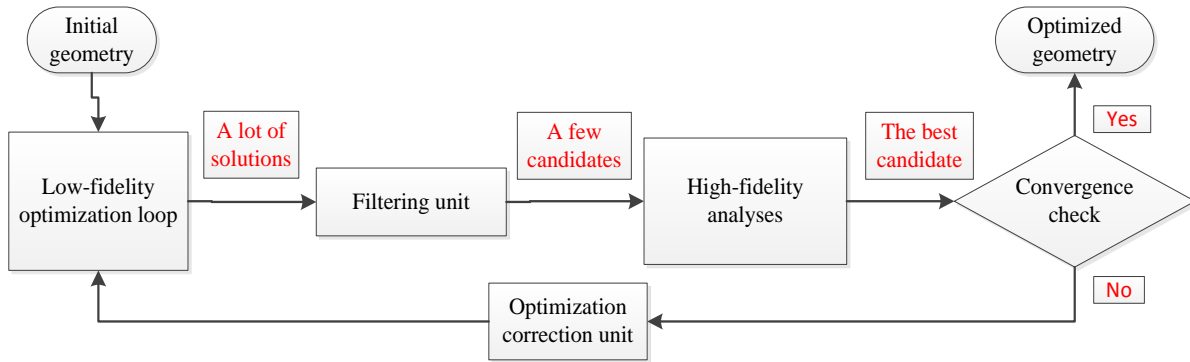 Initial
geometry
Optimized
geometry
A lot of
solutions
A few
candidates
The best
candidate
Yes
Low-fidelity
optimization loop
Filtering unit
High-fidelity
analyses
Convergence
check
No
Optimization
correction unit